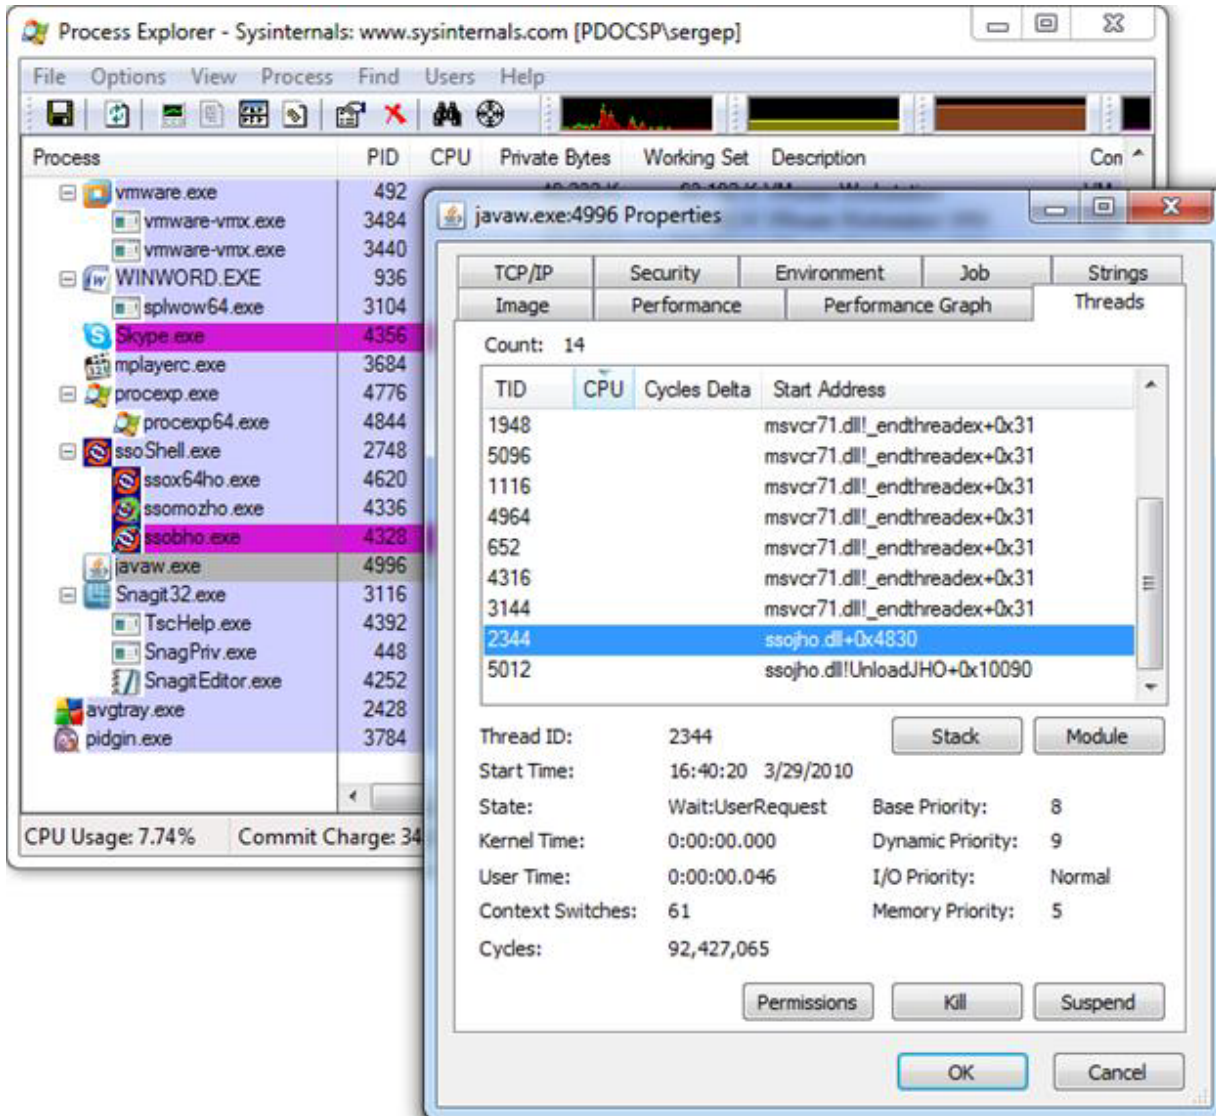 Process Explorer - Sysinternals: www.sysinternals.com [PDOCSP\sergep]
File Options View Process Find Users Help
Process PID CPU Private Bytes Working Set Description Con
vmware.exe 492
vmware-vmx.exe 3484
vmware-vmx.exe 3440
WINWORD.EXE 936
splwow64.exe 3104
Skype.exe 4356
mplayerc.exe 3684
procexp.exe 4776
procexp64.exe 4844
ssoShell.exe 2748
ssox64ho.exe 4620
ssomozho.exe 4336
ssobho.exe 4328
javaw.exe 4996
Snagit32.exe 3116
TscHelp.exe 4392
SnagPriv.exe 448
SnagitEditor.exe 4252
avgtray.exe 2428
pidgin.exe 3784
CPU Usage: 7.74% Commit Charge: 34
javaw.exe:4996 Properties
TCP/IP Security Environment Job Strings
Image Performance Performance Graph Threads
Count: 14
TID CPU Cycles Delta Start Address
1948 msvcr71.dll!_endthreadex+0x31
5096 msvcr71.dll!_endthreadex+0x31
1116 msvcr71.dll!_endthreadex+0x31
4964 msvcr71.dll!_endthreadex+0x31
652 msvcr71.dll!_endthreadex+0x31
4316 msvcr71.dll!_endthreadex+0x31
3144 msvcr71.dll!_endthreadex+0x31
2344 ssojho.dll+0x4830
5012 ssojho.dll!UnloadJHO+0x10090
Thread ID: 2344 Stack Module
Start Time: 16:40:20 3/29/2010
State: Wait:UserRequest Base Priority: 8
Kernel Time: 0:00:00.000 Dynamic Priority: 9
User Time: 0:00:00.046 I/O Priority: Normal
Context Switches: 61 Memory Priority: 5
Cycles: 92,427,065
Permissions Kill Suspend
OK Cancel